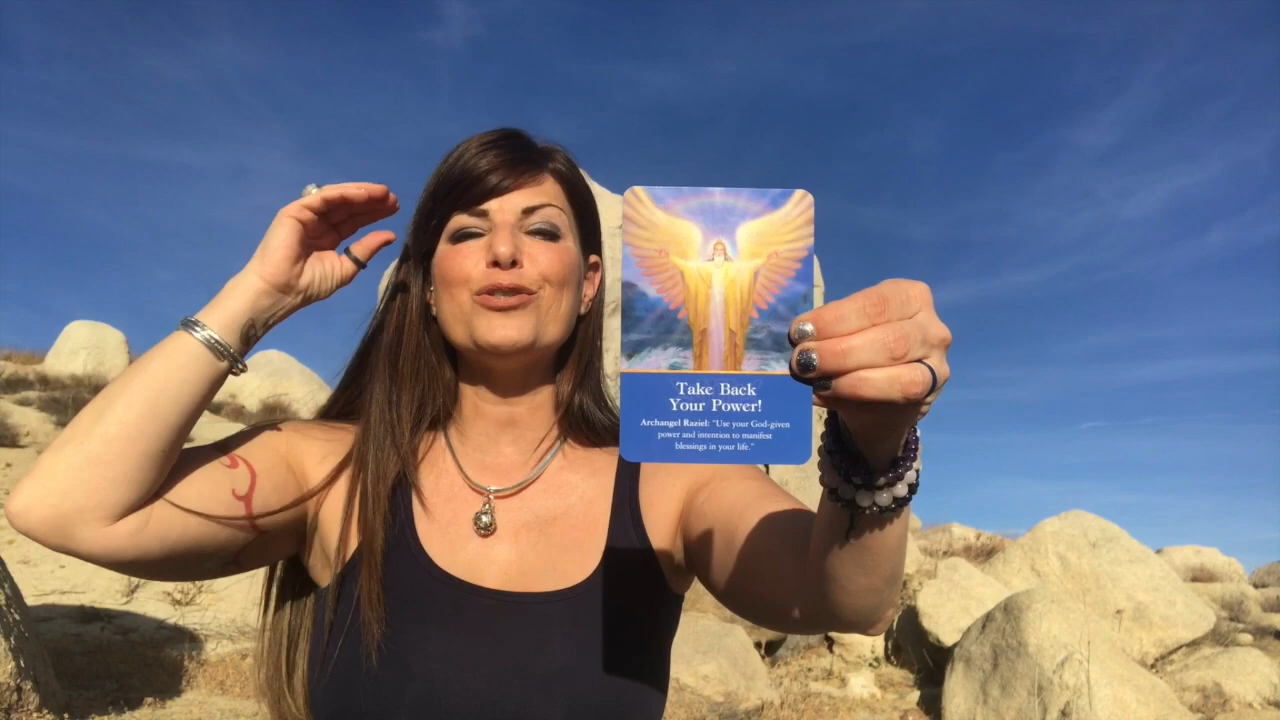 Take Back
Your Power!
Archangel Raziel: "Use your God-given
power and intention to manifest
blessings in your life."